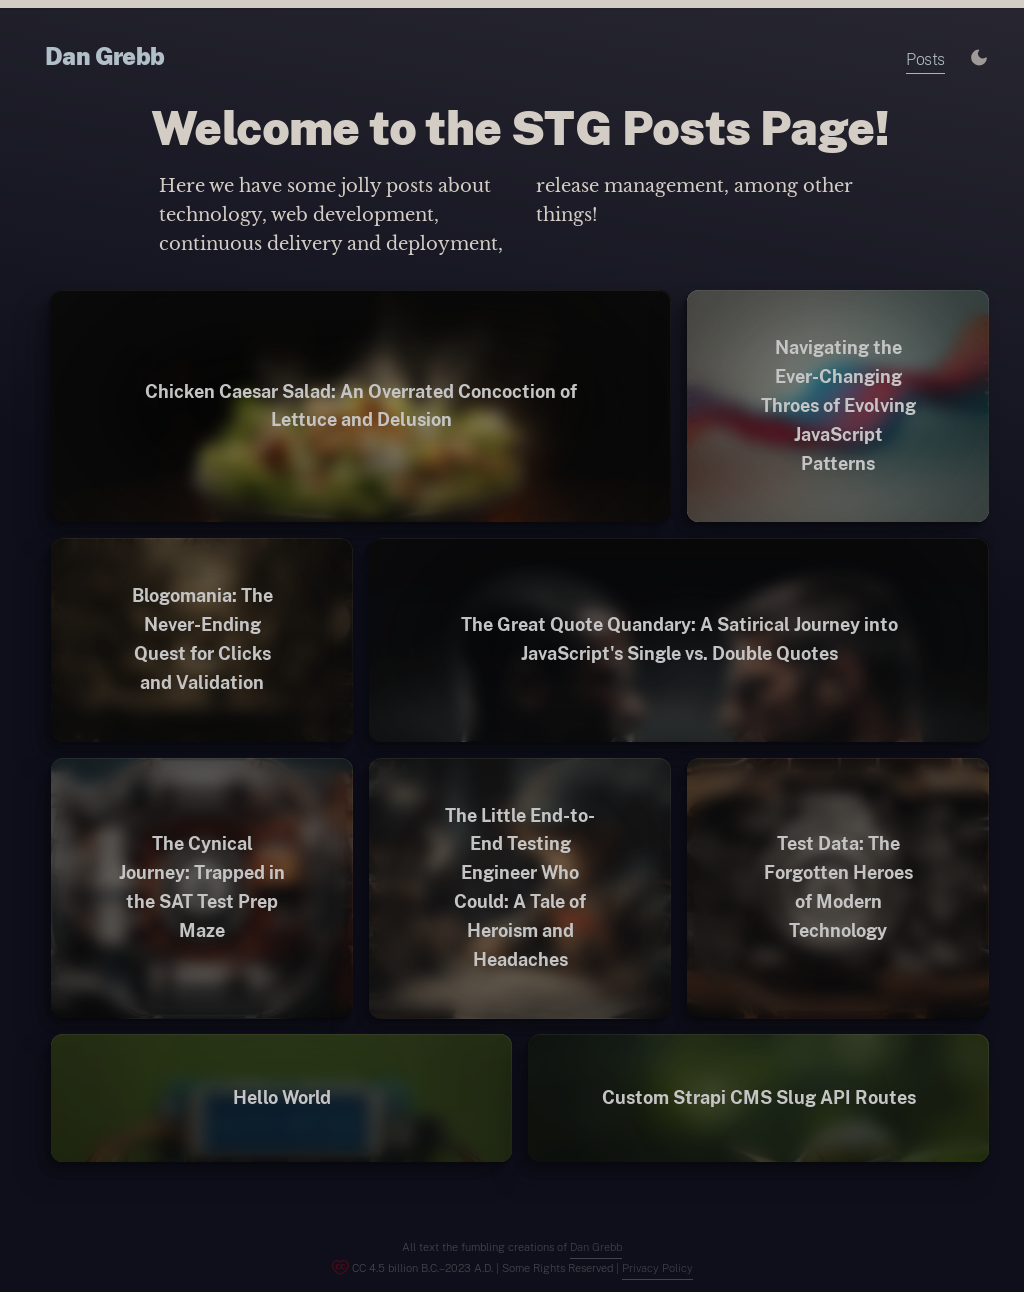 Dan Grebb
Posts
Welcome to the STG Posts Page!
Here we have some jolly posts about
technology, web development,
continuous delivery and deployment,
release management, among other
things!
Chicken Caesar Salad: An Overrated Concoction of
Lettuce and Delusion
Navigating the
Ever-Changing
Throes of Evolving
JavaScript
Patterns
Blogomania: The
Never-Ending
Quest for Clicks
and Validation
The Great Quote Quandary: A Satirical Journey into
JavaScript's Single vs. Double Quotes
The Cynical
Journey: Trapped in
the SAT Test Prep
Maze
The Little End-to-
End Testing
Engineer Who
Could: A Tale of
Heroism and
Headaches
Test Data: The
Forgotten Heroes
of Modern
Technology
Hello World
Custom Strapi CMS Slug API Routes
All text the fumbling creations of Dan Grebb
CC 4.5 billion B.C.–2023 A.D. | Some Rights Reserved | Privacy Policy